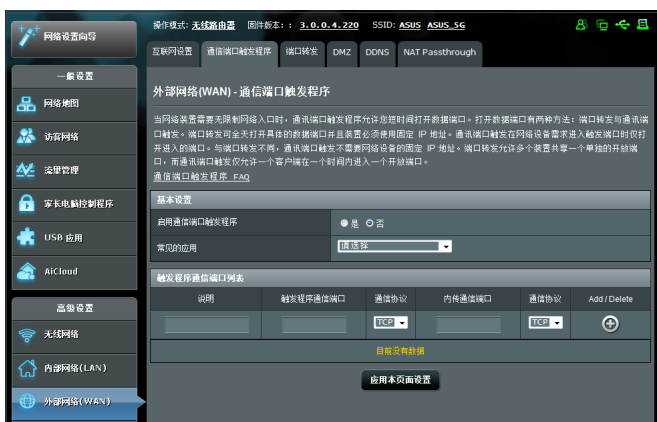 操作模式: 无线路由器 固件版本: : 3.0.0.4.220 SSID: ASUS ASUS_5G
网络设置向导
互联网设置 通信端口触发程序 端口转发 DMZ DDNS NAT Passthrough
一般设置
网络地图
访客网络
流量管理
家长电脑控制程序
USB 应用
AiCloud
高级设置
无线网络
内部网络(LAN)
外部网络(WAN)
外部网络(WAN) - 通信端口触发程序
当网络装置需要无限制网络入口时，通讯端口触发程序允许您短时间打开数据端口。打开数据端口有两种方法：端口转发与通讯端
口触发。端口转发可全天打开具体的数据端口并且装置必须使用固定 IP 地址。通讯端口触发在网络设备需求进入触发端口时仅打
开进入的端口。与端口转发不同，通讯端口触发不需要网络设备的固定 IP 地址。端口转发允许多个装置共享一个单独的开放端
口，而通讯端口触发仅允许一个客户端在一个时间内进入一个开放端口。
通信端口触发程序 FAQ
基本设置
启用通信端口触发程序 是 否
常见的应用 请选择
触发程序通信端口列表
说明 触发程序通信端口 通信协议 内传通信端口 通信协议 Add / Delete
TCP TCP
目前没有数据
应用本页面设置